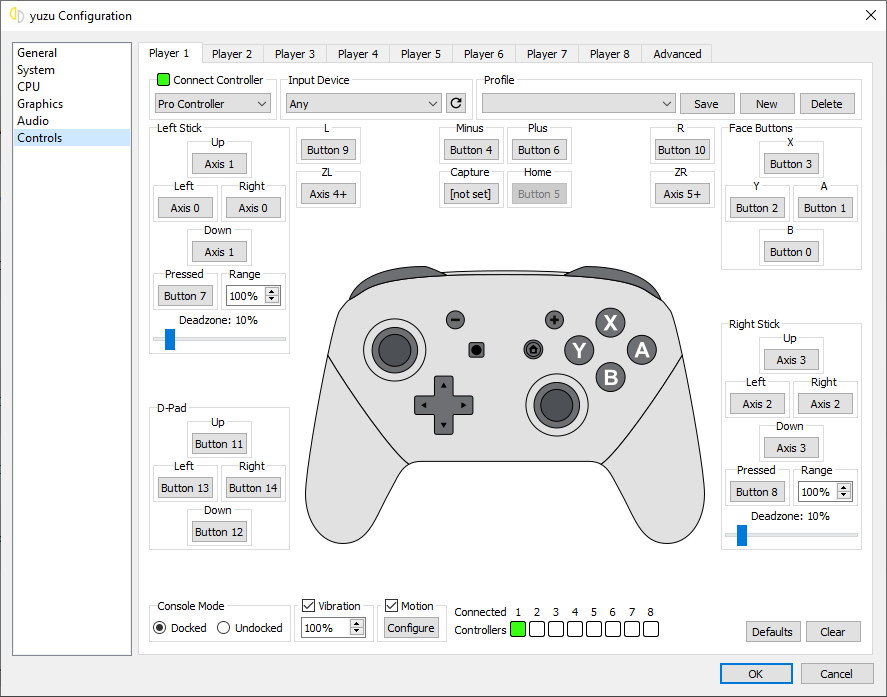 yuzu Configuration
General
System
CPU
Graphics
Audio
Controls
Player 1 Player 2 Player 3 Player 4 Player 5 Player 6 Player 7 Player 8 Advanced
Connect Controller
Pro Controller
Input Device
Any
Profile
Save New Delete
Left Stick
Up
Axis 1
Left Right
Axis 0 Axis 0
Down
Axis 1
Pressed Range
Button 7 100%
Deadzone: 10%
L
Button 9
ZL
Axis 4+
Minus Plus
Button 4 Button 6
Capture Home
[not set] Button 5
R
Button 10
ZR
Axis 5+
Face Buttons
X
Button 3
Y A
Button 2 Button 1
B
Button 0
X
Y A
B
D-Pad
Up
Button 11
Left Right
Button 13 Button 14
Down
Button 12
Right Stick
Up
Axis 3
Left Right
Axis 2 Axis 2
Down
Axis 3
Pressed Range
Button 8 100%
Deadzone: 10%
Console Mode
Docked Undocked
Vibration
100%
Motion
Configure
Connected 1 2 3 4 5 6 7 8
Controllers
Defaults Clear
OK Cancel